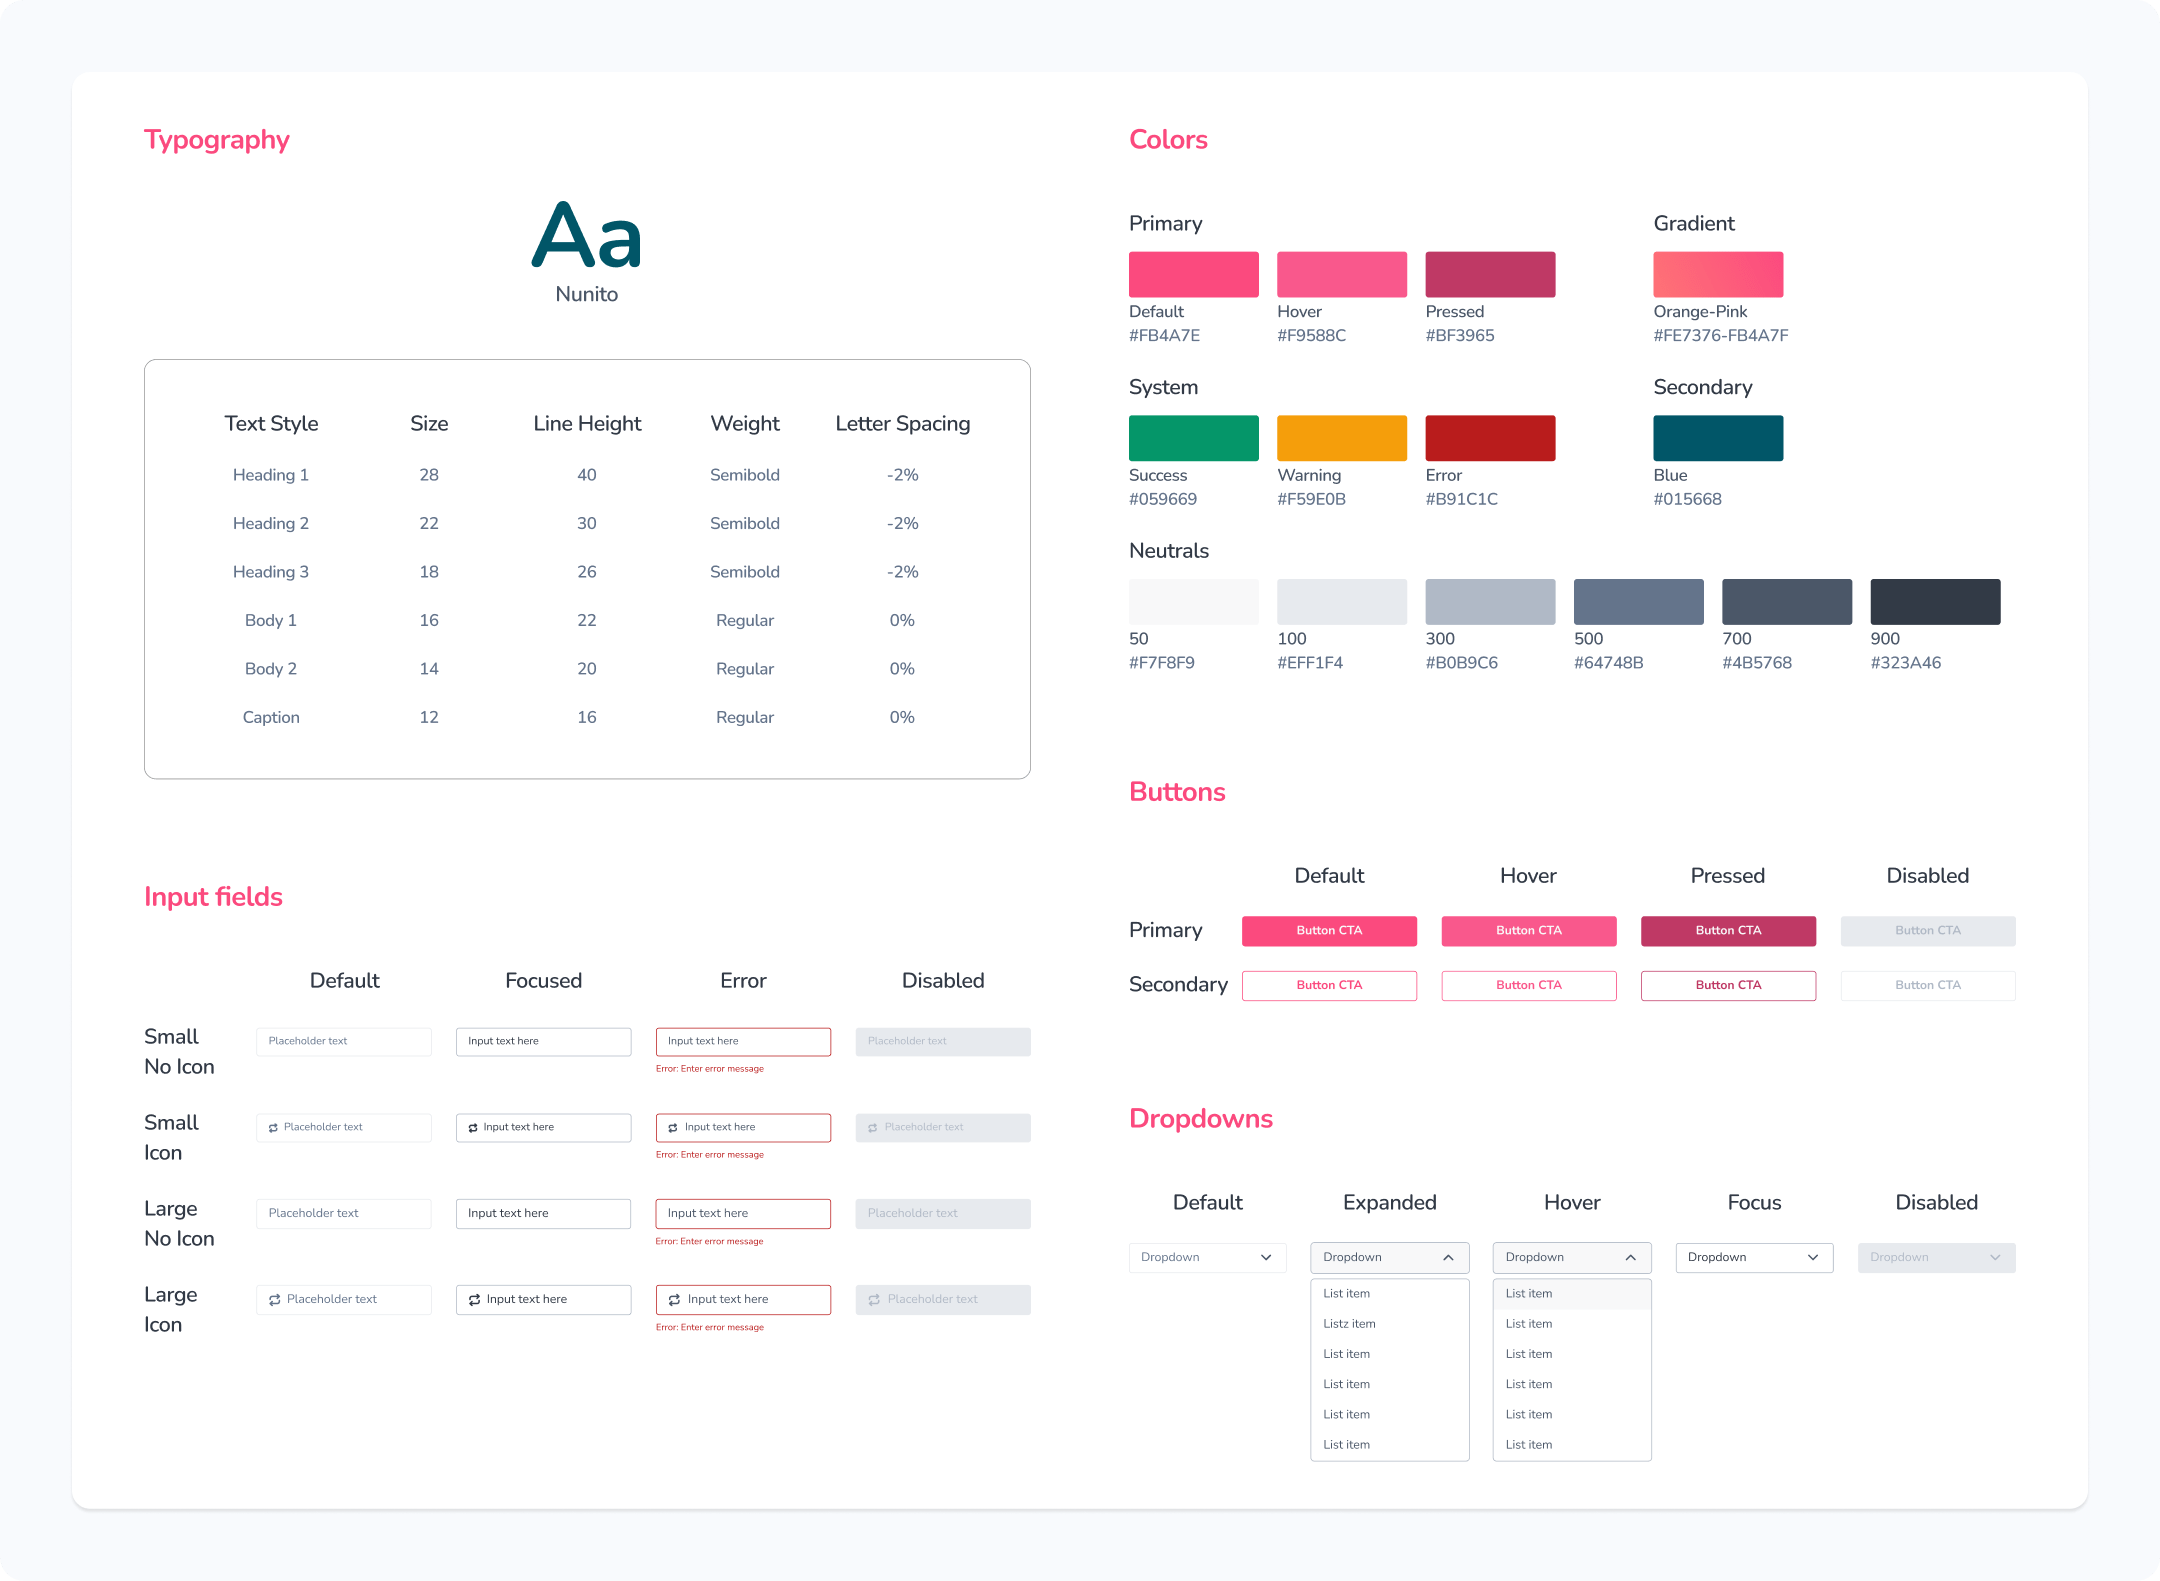 Typography
Aa
Nunito
Text Style Size Line Height Weight Letter Spacing
Heading 1 28 40 Semibold -2%
Heading 2 22 30 Semibold -2%
Heading 3 18 26 Semibold -2%
Body 1 16 22 Regular 0%
Body 2 14 20 Regular 0%
Caption 12 16 Regular 0%
Input fields
Default Focused Error Disabled
Small
No Icon
Placeholder text Input text here Input text here Placeholder text
Error: Enter error message
Small
Icon
Placeholder text Input text here Input text here Placeholder text
Error: Enter error message
Large
No Icon
Placeholder text Input text here Input text here Placeholder text
Error: Enter error message
Large
Icon
Placeholder text Input text here Input text here Placeholder text
Error: Enter error message
Colors
Primary Gradient
Default Hover Pressed Orange-Pink
#FB4A7E #F9588C #BF3965 #FE7376-FB4A7F
System Secondary
Success Warning Error Blue
#059669 #F59E0B #B91C1C #015668
Neutrals
50 100 300 500 700 900
#F7F8F9 #EFF1F4 #B0B9C6 #64748B #4B5768 #323A46
Buttons
Default Hover Pressed Disabled
Primary Button CTA Button CTA Button CTA Button CTA
Secondary Button CTA Button CTA Button CTA Button CTA
Dropdowns
Default Expanded Hover Focus Disabled
Dropdown Dropdown Dropdown Dropdown Dropdown
List item List item
Listz item List item
List item List item
List item List item
List item List item
List item List item